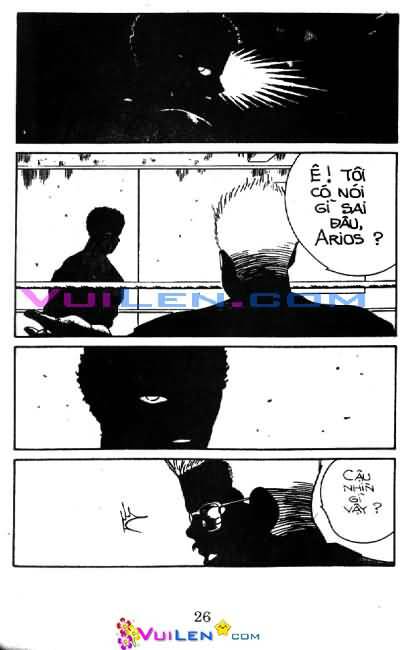 Ê! TÔI
CÓ NÓI
GÌ SAI
ĐÂU,
ARIOS?
VUILEN.COM
CẬU
NHÌN
GÌ
VẬY?
26
VUILEN.COM